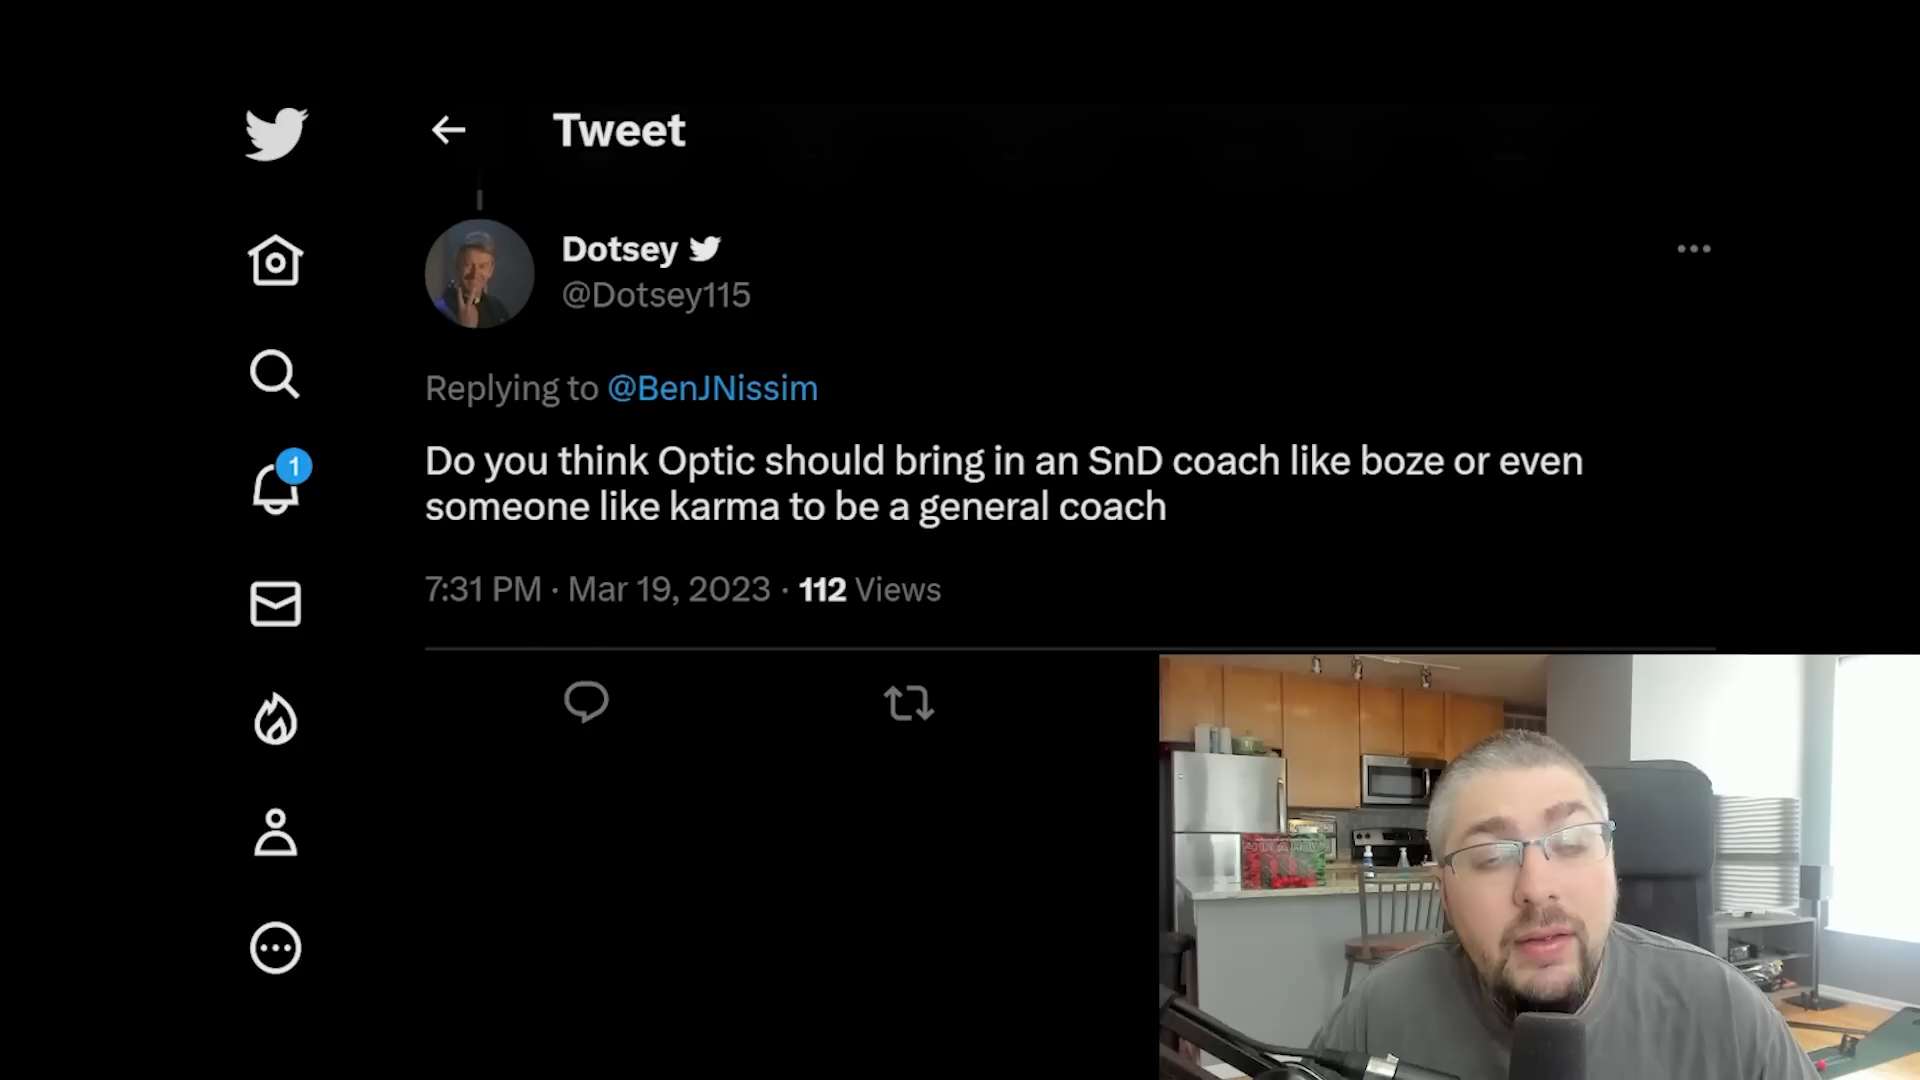 Tweet
Dotsey
@Dotsey115
Replying to @BenJNissim
Do you think Optic should bring in an SnD coach like boze or even
someone like karma to be a general coach
1
7:31 PM · Mar 19, 2023 · 112 Views